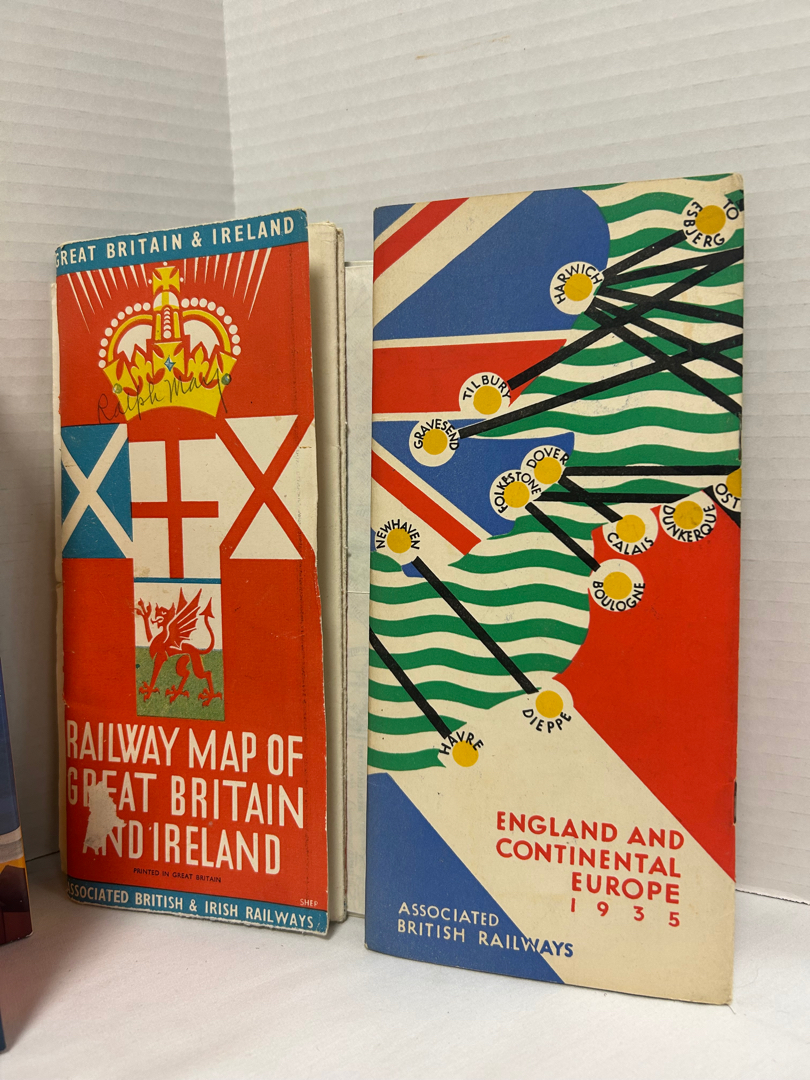 GREAT BRITAIN & IRELAND
Ralph
RAILWAY MAP OF
GREAT BRITAIN
AND IRELAND
PRINTED IN GREAT BRITAIN
SHEP
ASSOCIATED BRITISH & IRISH RAILWAYS
TO
ESBJERG
HARWICH
TILBURY
GRAVESEND
DOVER
FOLKESTONE
OST
DUNKERQUE
CALAIS
NEWHAVEN
BOULOGNE
DIEPPE
HAVRE
ENGLAND AND
CONTINENTAL
EUROPE
1935
ASSOCIATED
BRITISH RAILWAYS